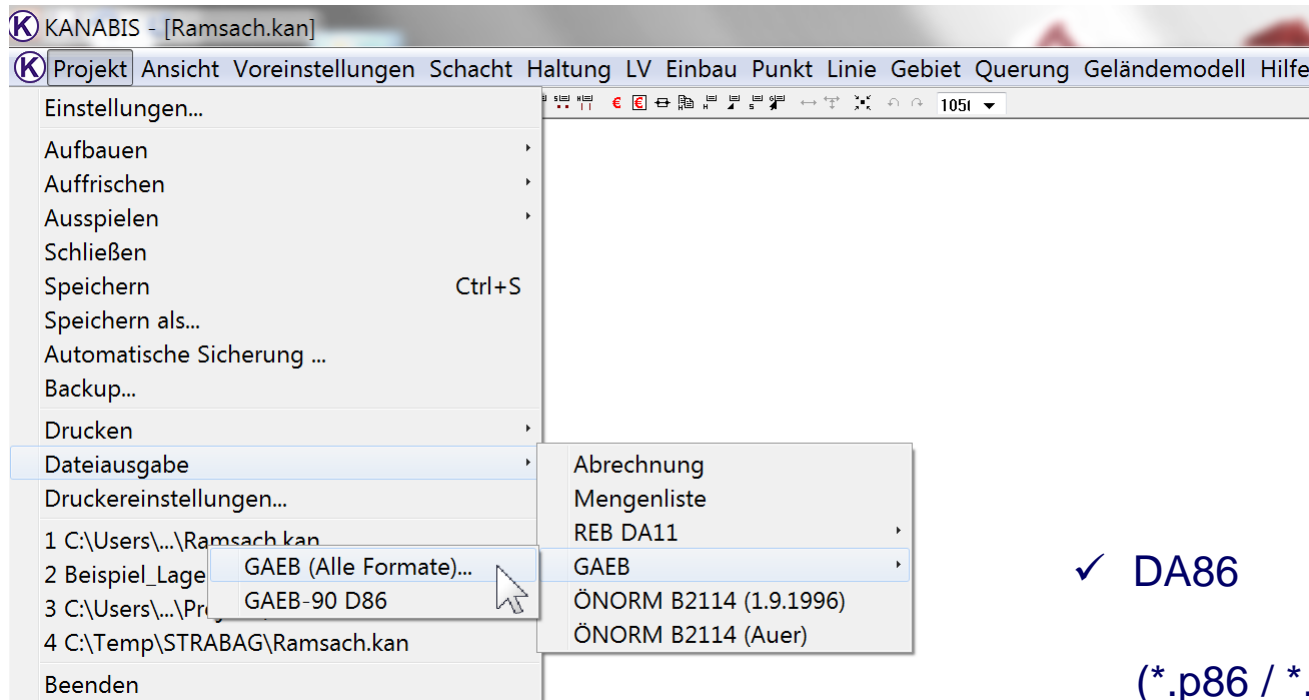 KANABIS - [Ramsach.kan]
Projekt Ansicht Voreinstellungen Schacht Haltung LV Einbau Punkt Linie Gebiet Querung Geländemodell Hilfe
Einstellungen...
1050
Aufbauen
Auffrischen
Ausspielen
Schließen
Speichern Ctrl+S
Speichern als...
Automatische Sicherung ...
Backup...
Drucken
Dateiausgabe
Druckereinstellungen...
1 C:\Users\...\Ramsach.kan
2 Beispiel_Lage
3 C:\Users\...\Pro
4 C:\Temp\STRABAG\Ramsach.kan
Beenden
Abrechnung
Mengenliste
REB DA11
GAEB
ÖNORM B2114 (1.9.1996)
ÖNORM B2114 (Auer)
GAEB (Alle Formate)...
GAEB-90 D86
✓ DA86
(*.p86 / *.